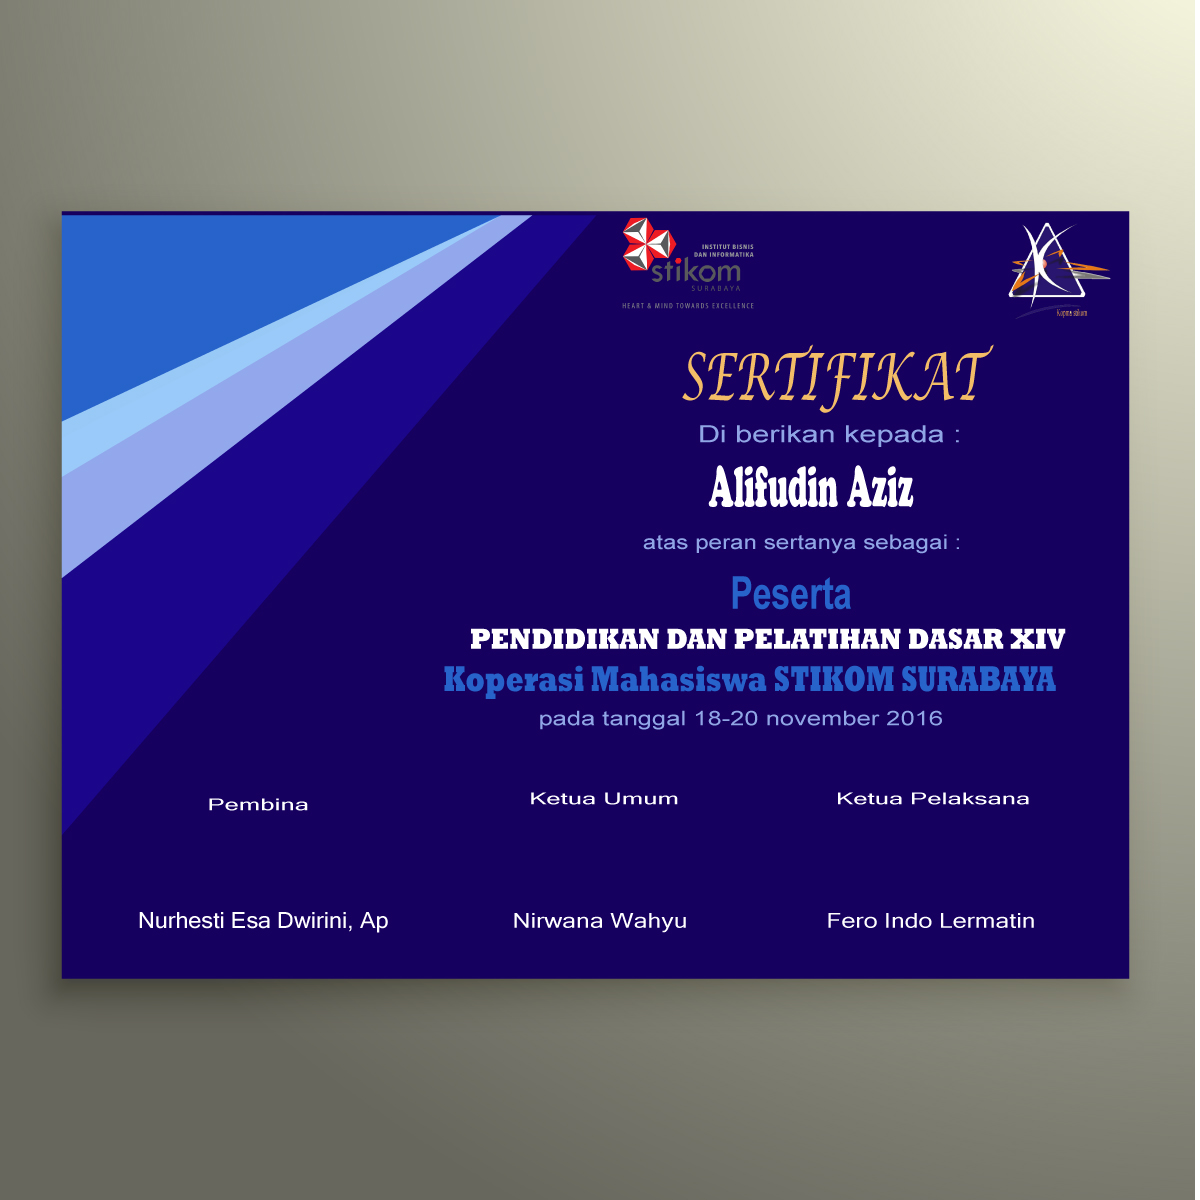 INSTITUT BISNIS
DAN INFORMATIKA
stikom
SURABAYA
HEART & MIND TOWARDS EXCELLENCE
Kopma stikom
SERTIFIKAT
Di berikan kepada :
Alifudin Aziz
atas peran sertanya sebagai :
Peserta
PENDIDIKAN DAN PELATIHAN DASAR XIV
Koperasi Mahasiswa STIKOM SURABAYA
pada tanggal 18-20 november 2016
Pembina
Ketua Umum
Ketua Pelaksana
Nurhesti Esa Dwirini, Ap
Nirwana Wahyu
Fero Indo Lermatin